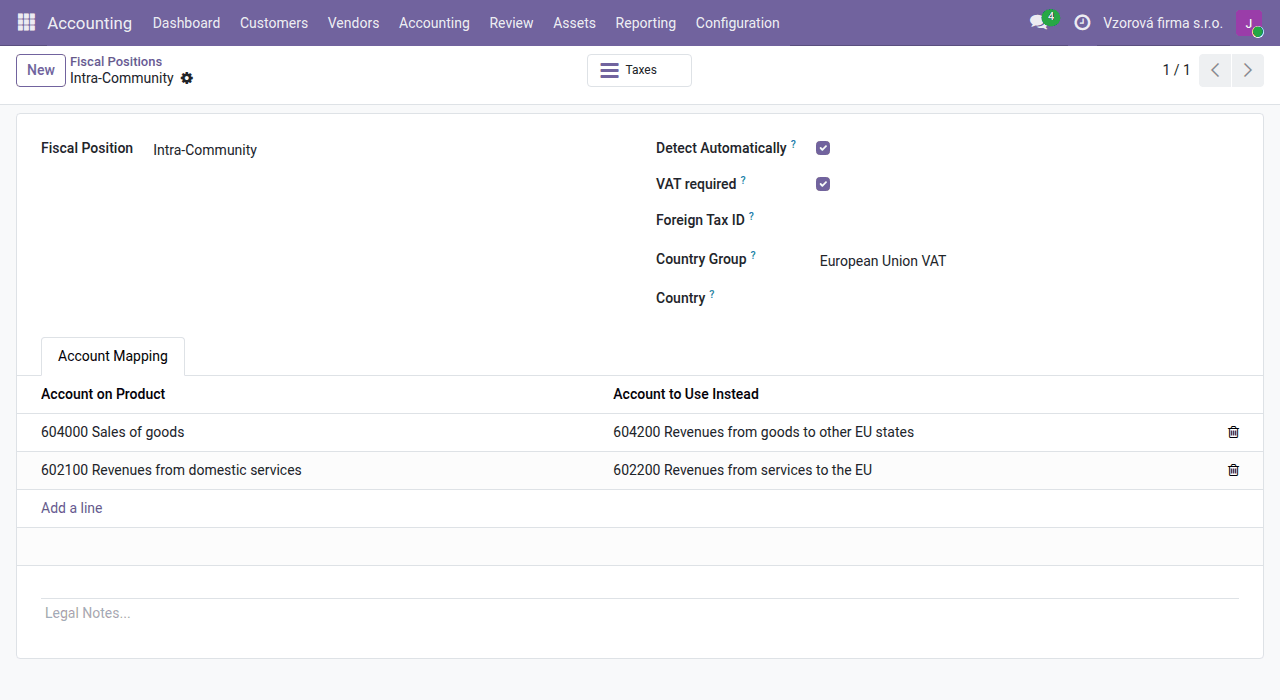 Accounting Dashboard Customers Vendors Accounting Review Assets Reporting Configuration 4 Vzorová firma s.r.o. J
New Fiscal Positions
Intra-Community
Taxes
1 / 1
Fiscal Position Intra-Community
Detect Automatically ?
VAT required ?
Foreign Tax ID ?
Country Group ? European Union VAT
Country ?
Account Mapping
Account on Product Account to Use Instead
604000 Sales of goods 604200 Revenues from goods to other EU states
602100 Revenues from domestic services 602200 Revenues from services to the EU
Add a line
Legal Notes...